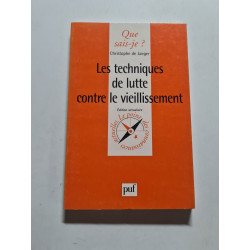 Que
sais-je ?
Christophe de Jaeger
Les techniques
de lutte
contre le vieillissement
puf